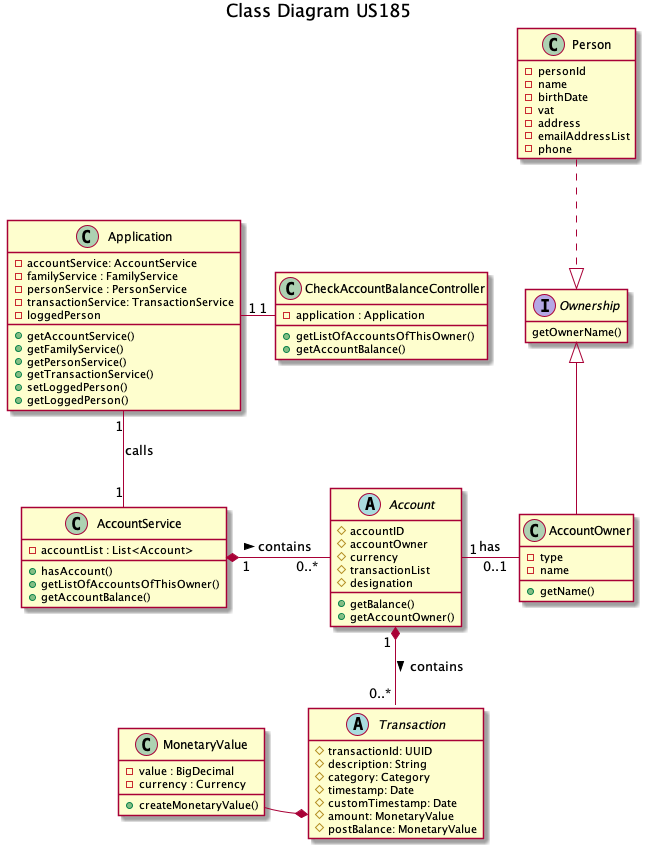 Class Diagram US185
C Person
personId
name
birthDate
vat
address
emailAddressList
phone
C Application
accountService: AccountService
familyService : FamilyService
personService : PersonService
transactionService: TransactionService
loggedPerson
getAccountService()
getFamilyService()
getPersonService()
getTransactionService()
setLoggedPerson()
getLoggedPerson()
1 1
C CheckAccountBalanceController
application : Application
getListOfAccountsOfThisOwner()
getAccountBalance()
I Ownership
getOwnerName()
1
calls
1
C AccountService
accountList : List<Account>
hasAccount()
getListOfAccountsOfThisOwner()
getAccountBalance()
contains
1 0..*
A Account
accountID
accountOwner
currency
transactionList
designation
getBalance()
getAccountOwner()
1 has
0..1
C AccountOwner
type
name
getName()
1
contains
0..*
C MonetaryValue
value : BigDecimal
currency : Currency
createMonetaryValue()
A Transaction
transactionId: UUID
description: String
category: Category
timestamp: Date
customTimestamp: Date
amount: MonetaryValue
postBalance: MonetaryValue